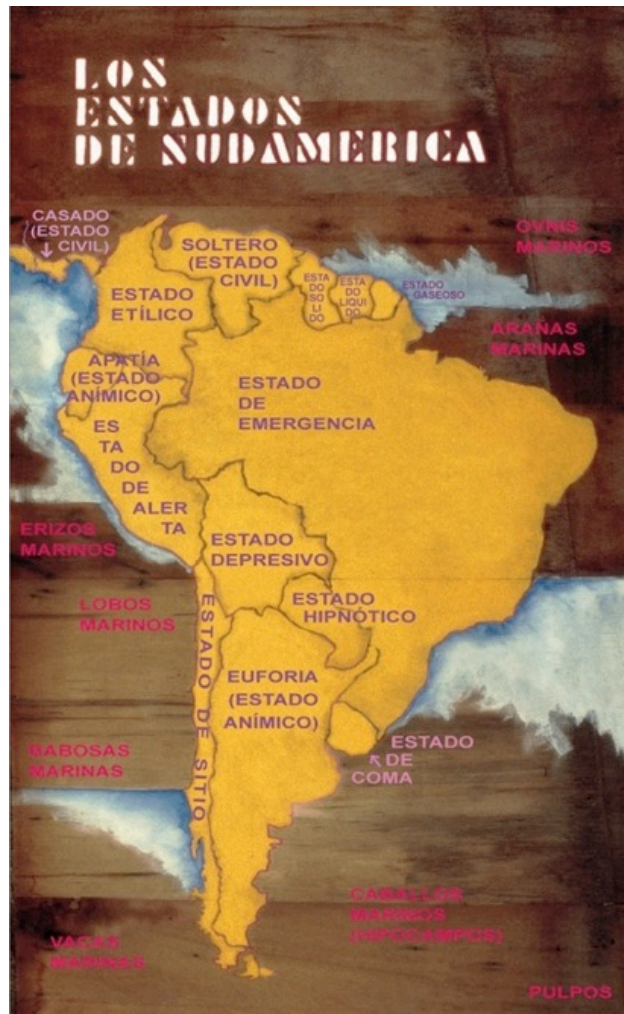 LOS
ESTADOS
DE SUDAMERICA
CASADO
(ESTADO
CIVIL)
SOLTERO
(ESTADO
CIVIL)
OVNIS
MARINOS
ESTADO
ETÍLICO
ESTA
DO
SO
LI
DO
ESTA
DO
LIQUI
DO
ESTADO
GASEOSO
ARAÑAS
MARINAS
APATÍA
(ESTADO
ANÍMICO)
ESTADO
DE
EMERGENCIA
ES
TA
DO
DE
ALER
TA
ERIZOS
MARINOS
ESTADO
DEPRESIVO
LOBOS
MARINOS
ESTADO
HIPNÓTICO
ESTADO DE SITIO
EUFORIA
(ESTADO
ANÍMICO)
BABOSAS
MARINAS
ESTADO
DE
COMA
CABALLOS
MARINOS
(HIPOCAMPOS)
VACAS
MARINAS
PULPOS